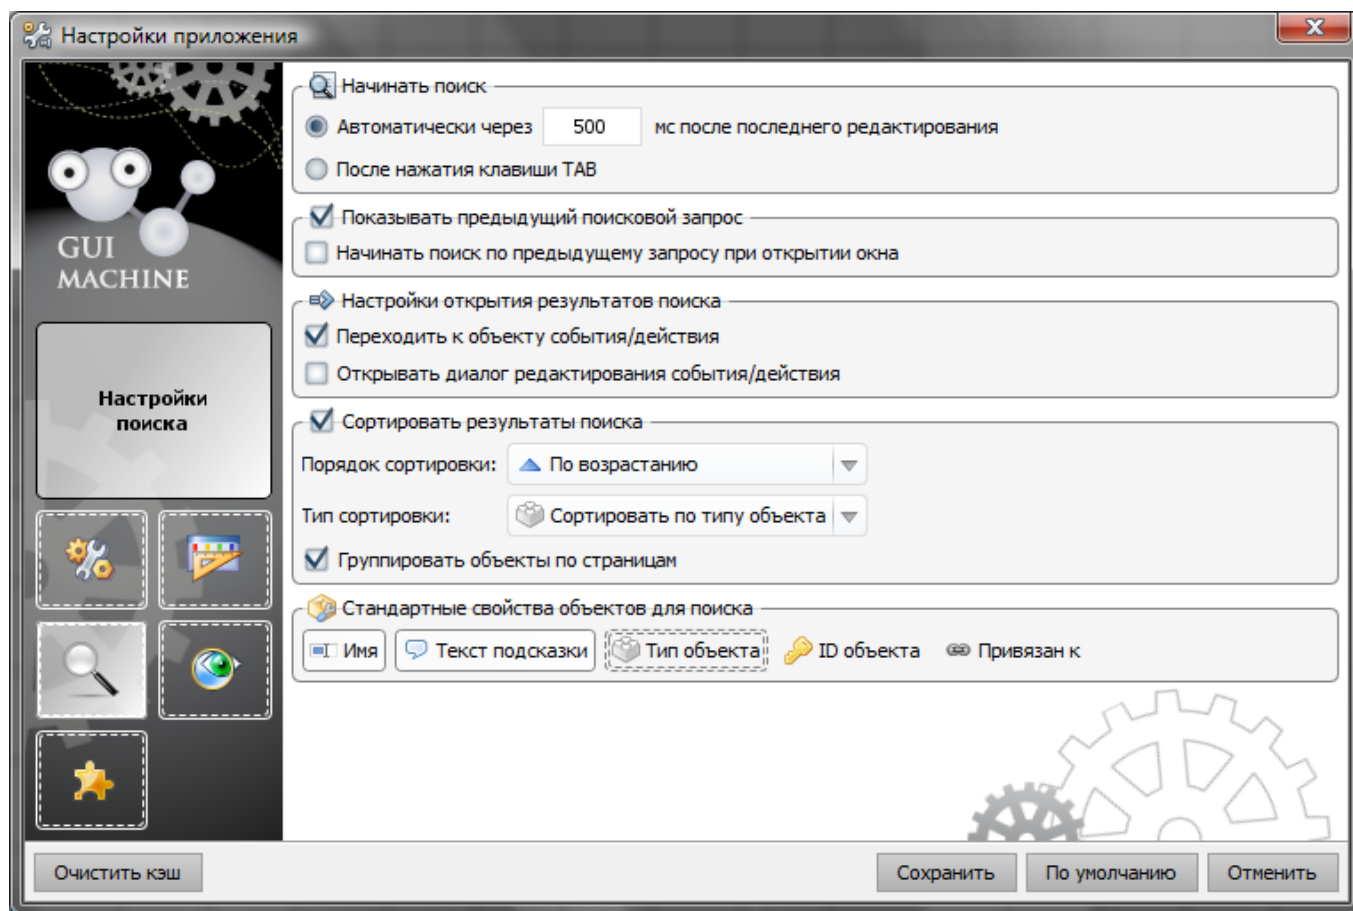 Настройки приложения
GUI
MACHINE
Настройки
поиска
Начинать поиск
Автоматически через 500 мс после последнего редактирования
После нажатия клавиши TAB
Показывать предыдущий поисковой запрос
Начинать поиск по предыдущему запросу при открытии окна
Настройки открытия результатов поиска
Переходить к объекту события/действия
Открывать диалог редактирования события/действия
Сортировать результаты поиска
Порядок сортировки: По возрастанию
Тип сортировки: Сортировать по типу объекта
Группировать объекты по страницам
Стандартные свойства объектов для поиска
Имя Текст подсказки Тип объекта ID объекта Привязан к
Очистить кэш Сохранить По умолчанию Отменить